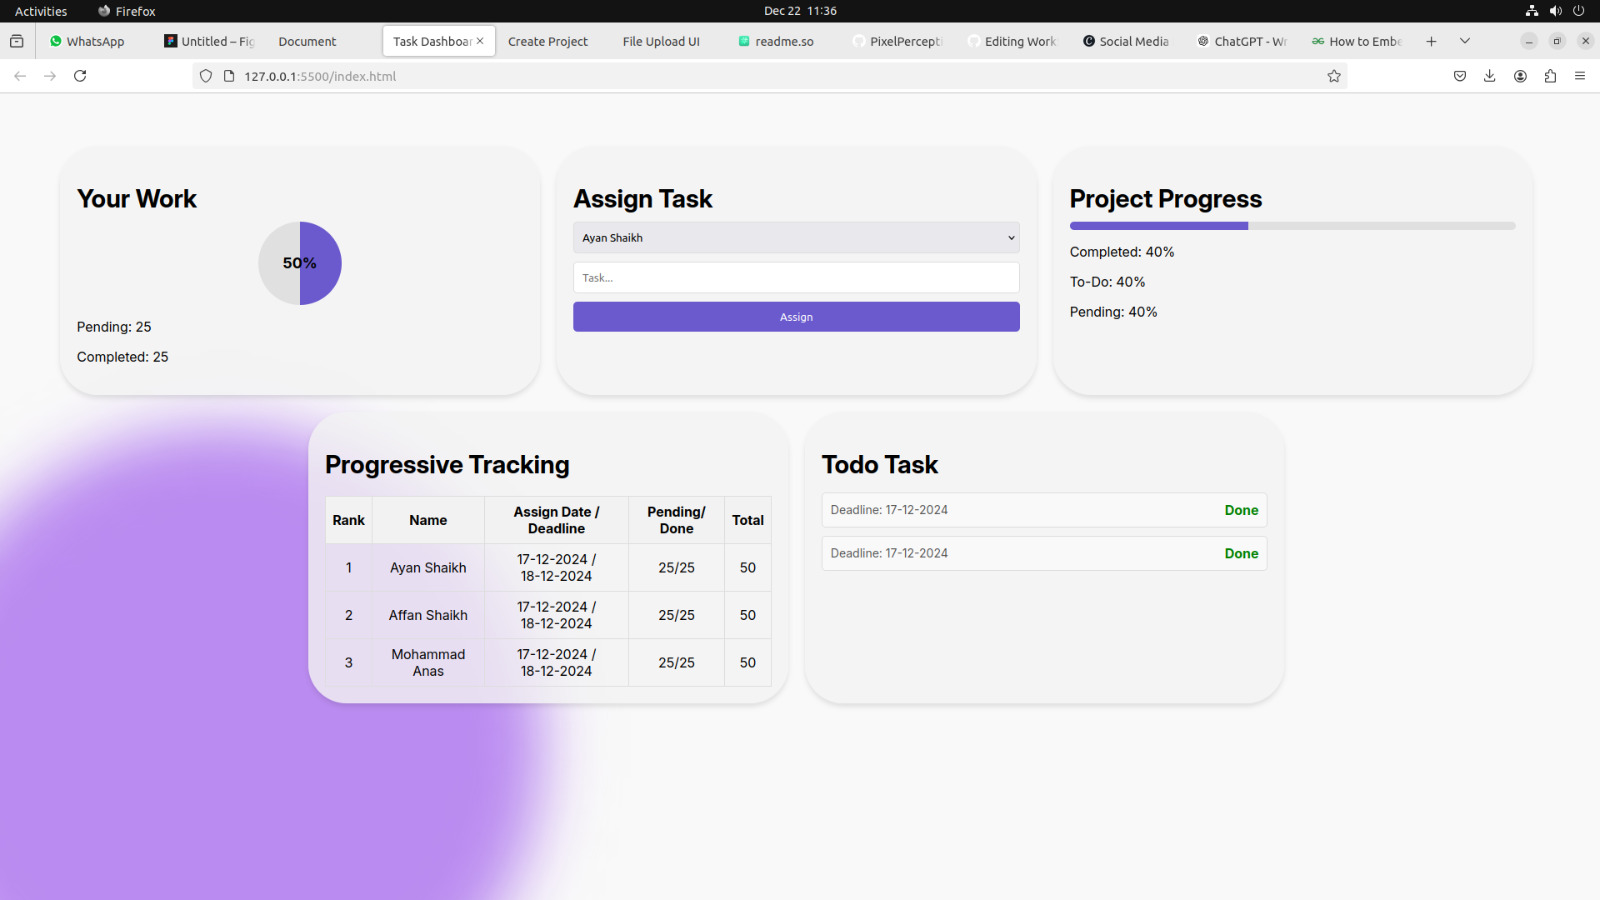 Activities
Firefox
Dec 22 11:36
WhatsApp
Untitled – Fig
Document
Task Dashboar
Create Project
File Upload UI
readme.so
PixelPercepti
Editing Work
Social Media
ChatGPT - Wr
How to Embe
127.0.0.1:5500/index.html
Your Work
50%
Pending: 25
Completed: 25
Assign Task
Ayan Shaikh
Task...
Assign
Project Progress
Completed: 40%
To-Do: 40%
Pending: 40%
Progressive Tracking
Rank Name Assign Date / Deadline Pending/ Done Total
1 Ayan Shaikh 17-12-2024 / 18-12-2024 25/25 50
2 Affan Shaikh 17-12-2024 / 18-12-2024 25/25 50
3 Mohammad Anas 17-12-2024 / 18-12-2024 25/25 50
Todo Task
Deadline: 17-12-2024 Done
Deadline: 17-12-2024 Done